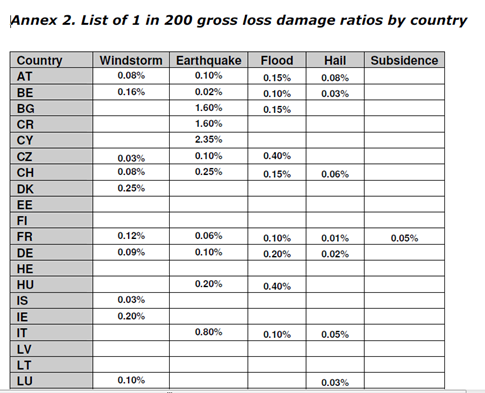 Annex 2. List of 1 in 200 gross loss damage ratios by country
Country Windstorm Earthquake Flood Hail Subsidence
AT 0.08% 0.10% 0.15% 0.08%
BE 0.16% 0.02% 0.10% 0.03%
BG 1.60% 0.15%
CR 1.60%
CY 2.35%
CZ 0.03% 0.10% 0.40%
CH 0.08% 0.25% 0.15% 0.06%
DK 0.25%
EE
FI
FR 0.12% 0.06% 0.10% 0.01% 0.05%
DE 0.09% 0.10% 0.20% 0.02%
HE
HU 0.20% 0.40%
IS 0.03%
IE 0.20%
IT 0.80% 0.10% 0.05%
LV
LT
LU 0.10% 0.03%